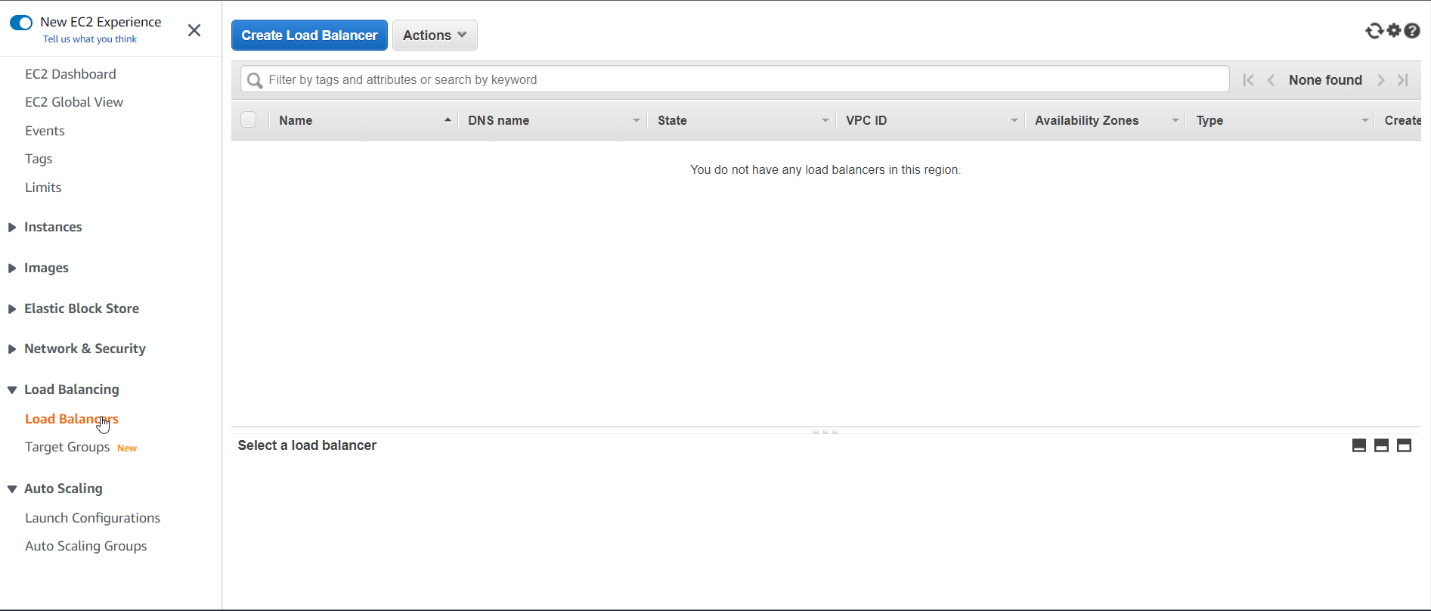 New EC2 Experience
Tell us what you think
EC2 Dashboard
EC2 Global View
Events
Tags
Limits
Instances
Images
Elastic Block Store
Network & Security
Load Balancing
Load Balancers
Target Groups New
Auto Scaling
Launch Configurations
Auto Scaling Groups
Create Load Balancer Actions
Filter by tags and attributes or search by keyword None found
Name DNS name State VPC ID Availability Zones Type Create
You do not have any load balancers in this region.
Select a load balancer